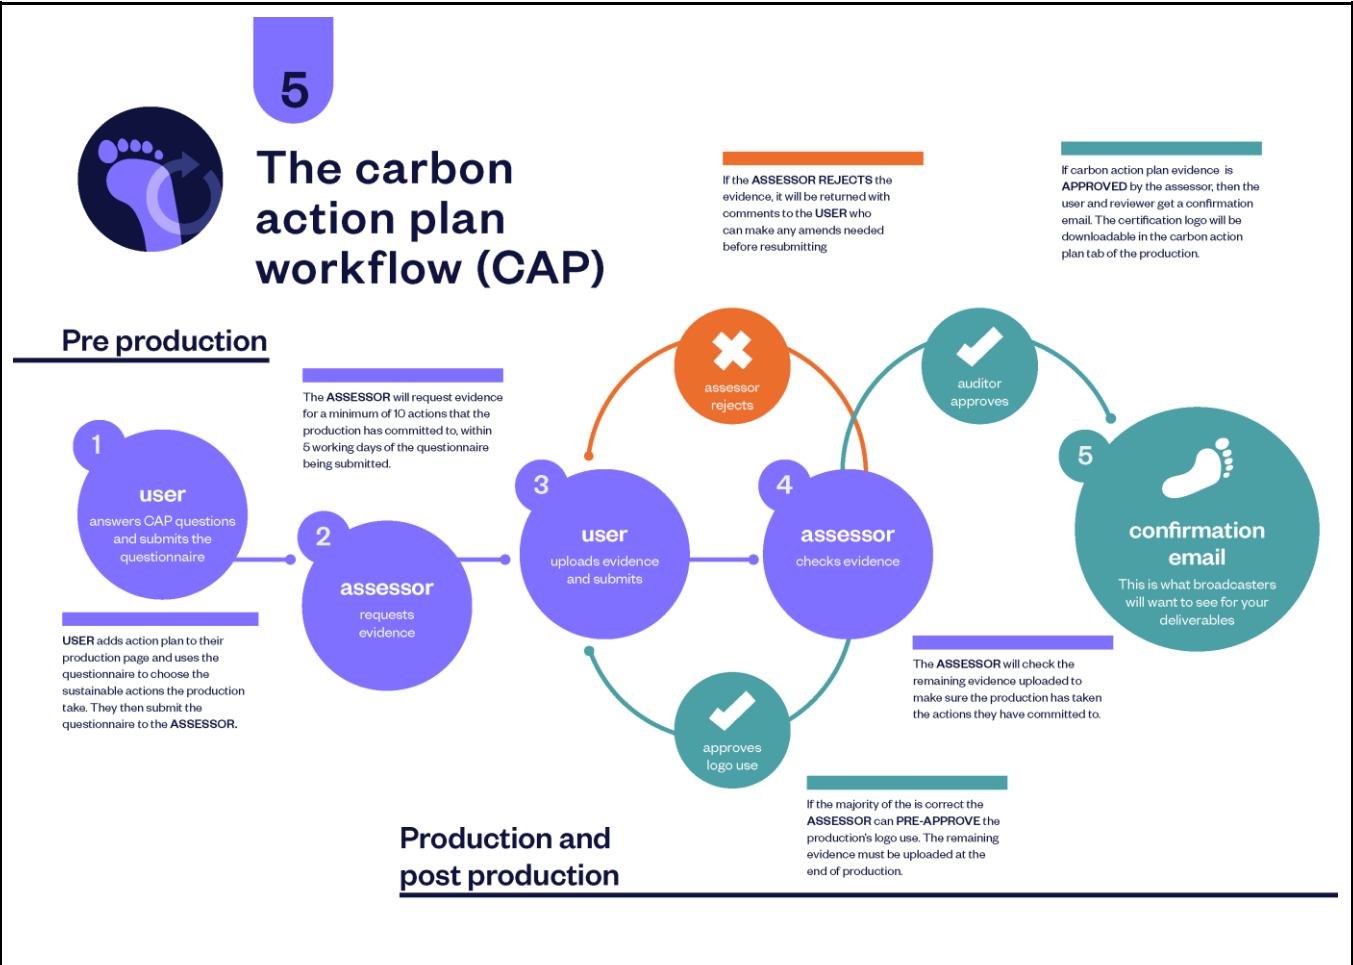 5
The carbon
action plan
workflow (CAP)
If the ASSESSOR REJECTS the
evidence, it will be returned with
comments to the USER who
can make any amends needed
before resubmitting
If carbon action plan evidence is
APPROVED by the assessor, then the
user and reviewer get a confirmation
email. The certification logo will be
downloadable in the carbon action
plan tab of the production.
Pre production
The ASSESSOR will request evidence
for a minimum of 10 actions that the
production has committed to, within
5 working days of the questionnaire
being submitted.
assessor
rejects
auditor
approves
1
user
answers CAP questions
and submits the
questionnaire
2
assessor
requests
evidence
3
user
uploads evidence
and submits
4
assessor
checks evidence
5
confirmation
email
This is what broadcasters
will want to see for your
deliverables
USER adds action plan to their
production page and uses the
questionnaire to choose the
sustainable actions the production
take. They then submit the
questionnaire to the ASSESSOR.
The ASSESSOR will check the
remaining evidence uploaded to
make sure the production has taken
the actions they have committed to.
approves
logo use
If the majority of the is correct the
ASSESSOR can PRE-APPROVE the
production's logo use. The remaining
evidence must be uploaded at the
end of production.
Production and
post production